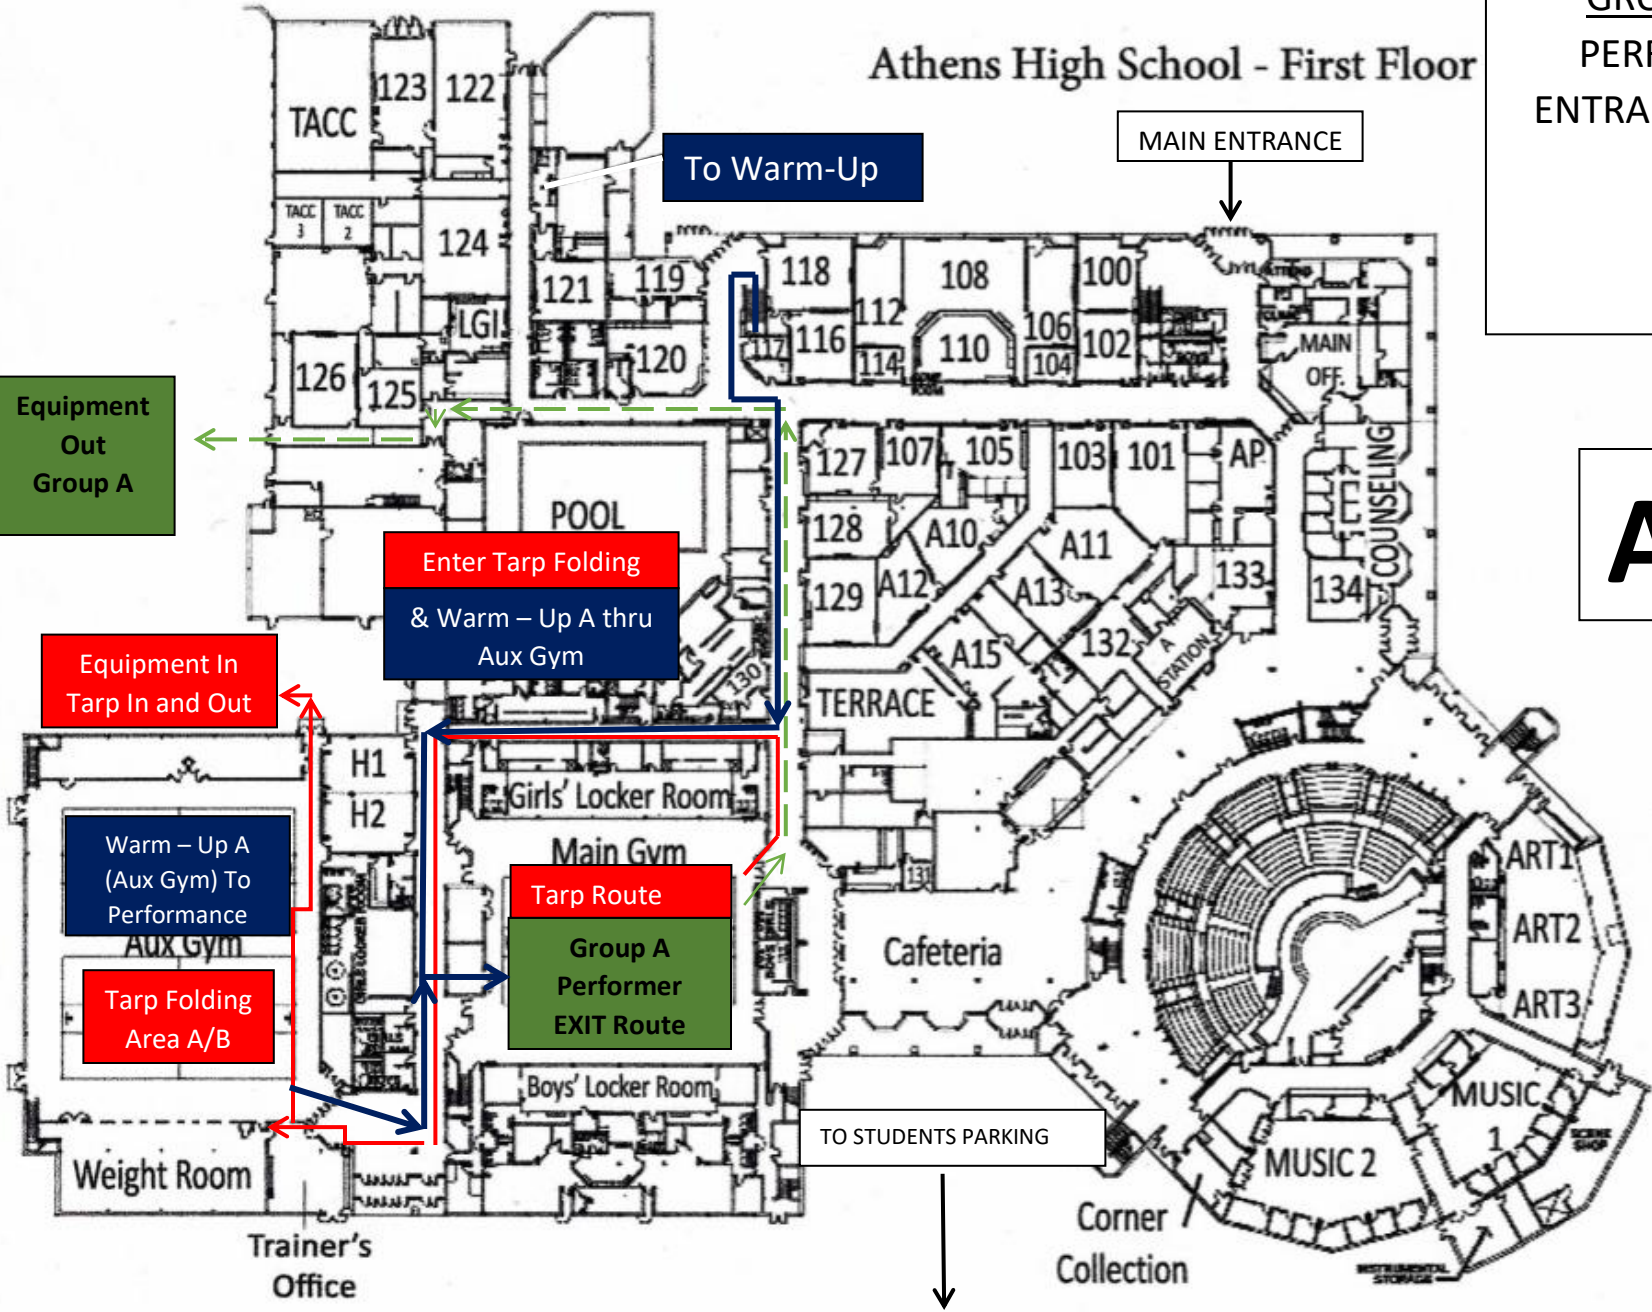 Athens High School - First Floor
PERF
ENTRA
MAIN ENTRANCE
To Warm-Up
TACC
123
122
TACC
3
TACC
2
124
LGI
121
119
120
126
125
118
112
108
100
116
117
114
110
106
104
102
MAIN
OFF.
Equipment
Out
Group A
POOL
127
107
105
103
101
AP
COUNSELING
128
A10
A11
129
A12
A13
133
134
132
A
STATION
A15
130
TERRACE
A
Enter Tarp Folding
& Warm – Up A thru
Aux Gym
Equipment In
Tarp In and Out
H1
H2
Girls' Locker Room
Main Gym
Warm – Up A
(Aux Gym) To
Performance
Aux Gym
Tarp Folding
Area A/B
Tarp Route
Group A
Performer
EXIT Route
131
Cafeteria
ART1
ART2
ART3
Boys' Locker Room
TO STUDENTS PARKING
Weight Room
Trainer's
Office
MUSIC
1
MUSIC 2
SCENE
SHOP
Corner
Collection
INSTRUMENTAL
STORAGE